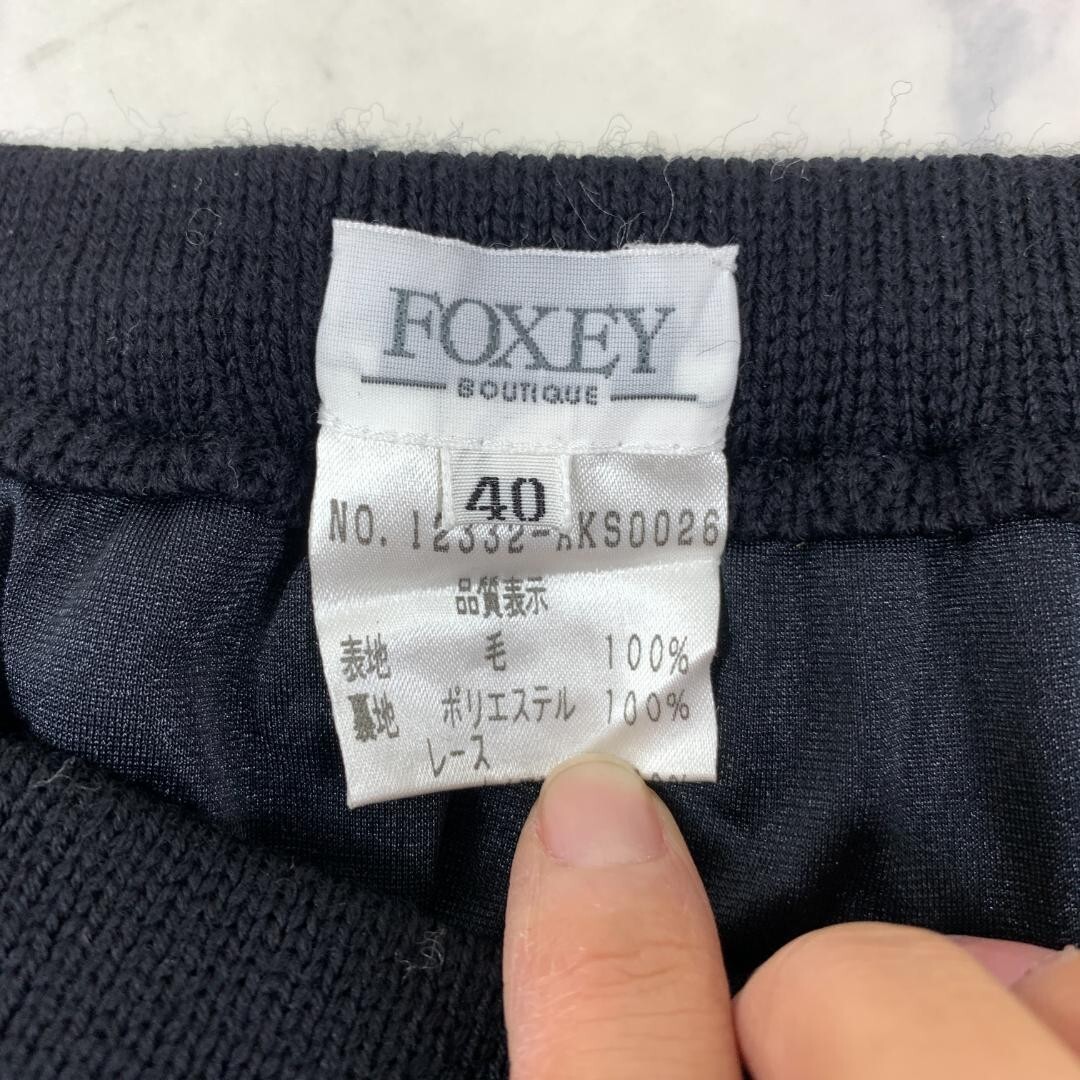 FOXEY
BOUTIQUE
40
NO. 12332-AKS0026
品質表示
表地 毛 100%
裏地 ポリエステル 100%
レース